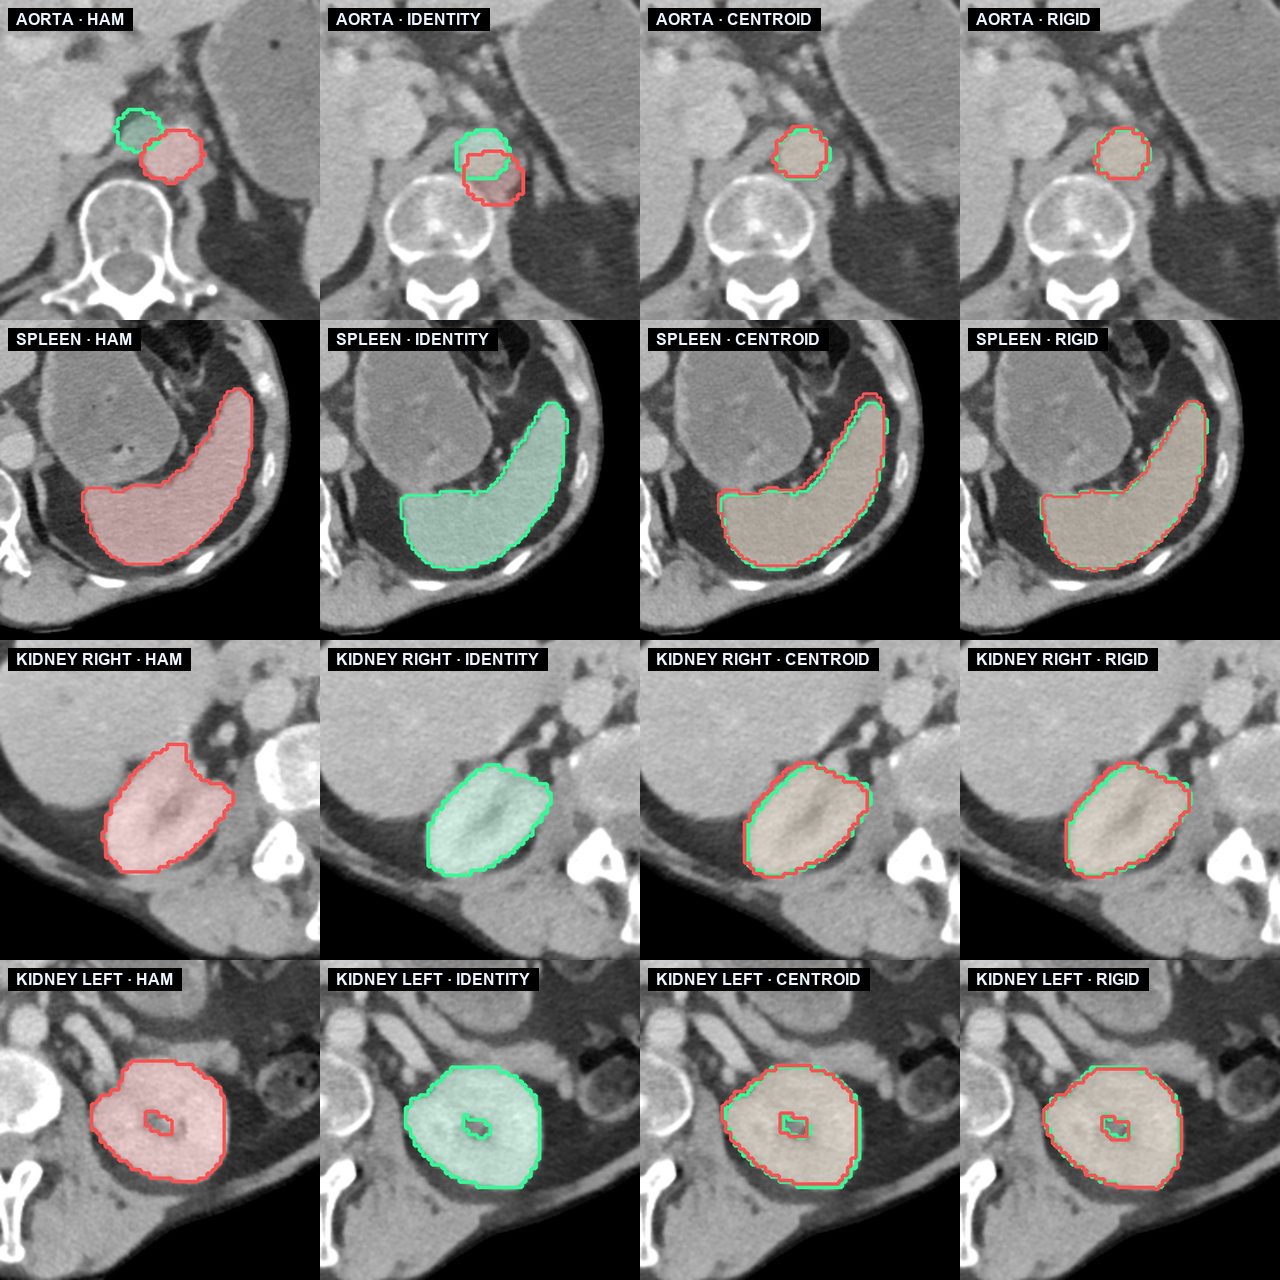 AORTA · HAM
AORTA · IDENTITY
AORTA · CENTROID
AORTA · RIGID
SPLEEN · HAM
SPLEEN · IDENTITY
SPLEEN · CENTROID
SPLEEN · RIGID
KIDNEY RIGHT · HAM
KIDNEY RIGHT · IDENTITY
KIDNEY RIGHT · CENTROID
KIDNEY RIGHT · RIGID
KIDNEY LEFT · HAM
KIDNEY LEFT · IDENTITY
KIDNEY LEFT · CENTROID
KIDNEY LEFT · RIGID